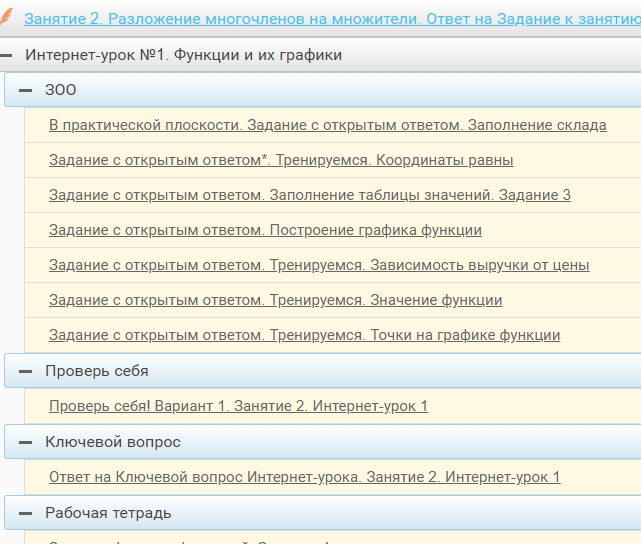 Занятие 2. Разложение многочленов на множители. Ответ на Задание к занятию
Интернет-урок №1. Функции и их графики
ЗОО
В практической плоскости. Задание с открытым ответом. Заполнение склада
Задание с открытым ответом*. Тренируемся. Координаты равны
Задание с открытым ответом. Заполнение таблицы значений. Задание 3
Задание с открытым ответом. Построение графика функции
Задание с открытым ответом. Тренируемся. Зависимость выручки от цены
Задание с открытым ответом. Тренируемся. Значение функции
Задание с открытым ответом. Тренируемся. Точки на графике функции
Проверь себя
Проверь себя! Вариант 1. Занятие 2. Интернет-урок 1
Ключевой вопрос
Ответ на Ключевой вопрос Интернет-урока. Занятие 2. Интернет-урок 1
Рабочая тетрадь